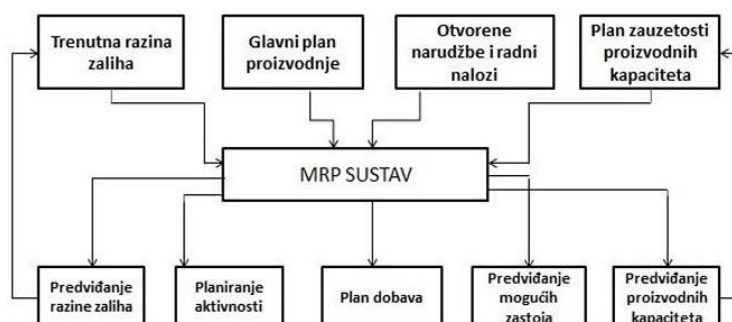 Trenutna razina
zaliha
Glavni plan
proizvodnje
Otvorene
narudžbe i radni
nalozi
Plan zauzetosti
proizvodnih
kapaciteta
MRP SUSTAV
Predviđanje
razine zaliha
Planiranje
aktivnosti
Plan dobava
Predviđanje
mogućih
zastoja
Predviđanje
proizvodnih
kapaciteta